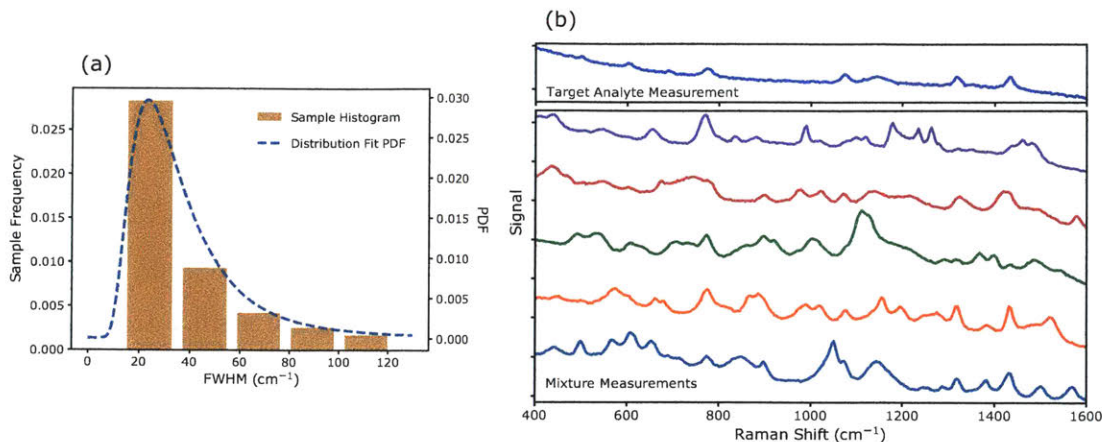 (a)
Sample Histogram
Distribution Fit PDF
Sample Frequency
0.025
0.020
0.015
0.010
0.005
0.000
0.030
0.025
0.020
0.015
0.010
0.005
0.000
PDF
0 20 40 60 80 100 120
FWHM (cm⁻¹)
(b)
Target Analyte Measurement
Signal
Mixture Measurements
400 600 800 1000 1200 1400 1600
Raman Shift (cm⁻¹)